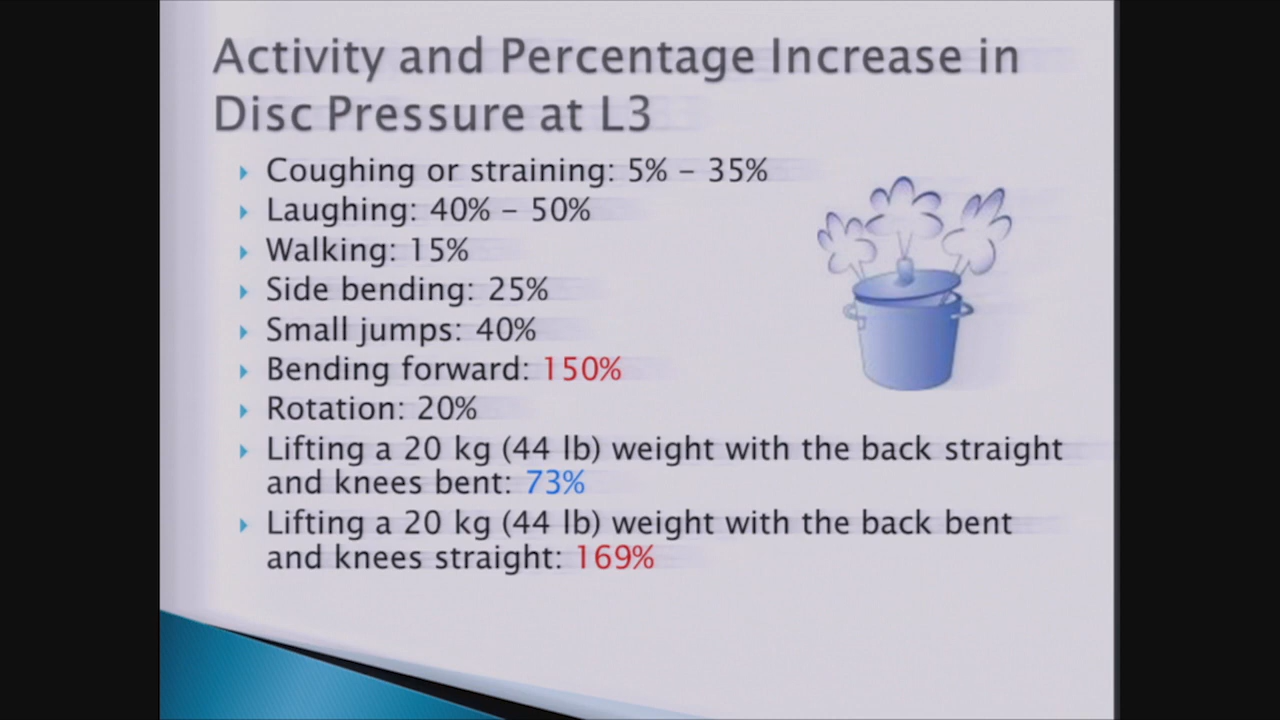 Activity and Percentage Increase in
Disc Pressure at L3
Coughing or straining: 5% – 35%
Laughing: 40% – 50%
Walking: 15%
Side bending: 25%
Small jumps: 40%
Bending forward: 150%
Rotation: 20%
Lifting a 20 kg (44 lb) weight with the back straight
and knees bent: 73%
Lifting a 20 kg (44 lb) weight with the back bent
and knees straight: 169%